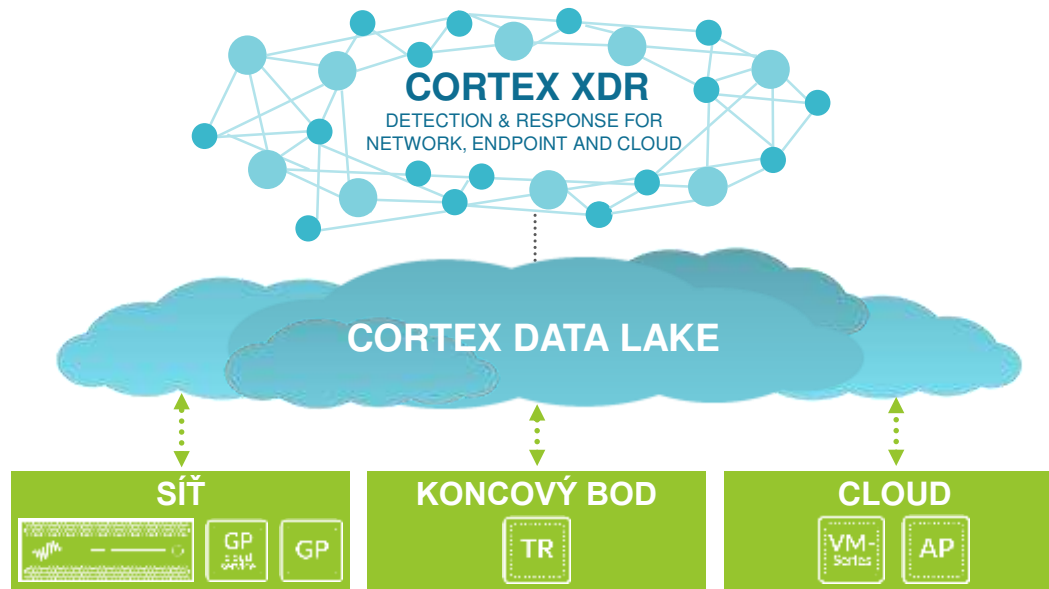 CORTEX XDR
DETECTION & RESPONSE FOR
NETWORK, ENDPOINT AND CLOUD
CORTEX DATA LAKE
SÍŤ
GP
GP
KONCOVÝ BOD
TR
CLOUD
VM-
Series
AP